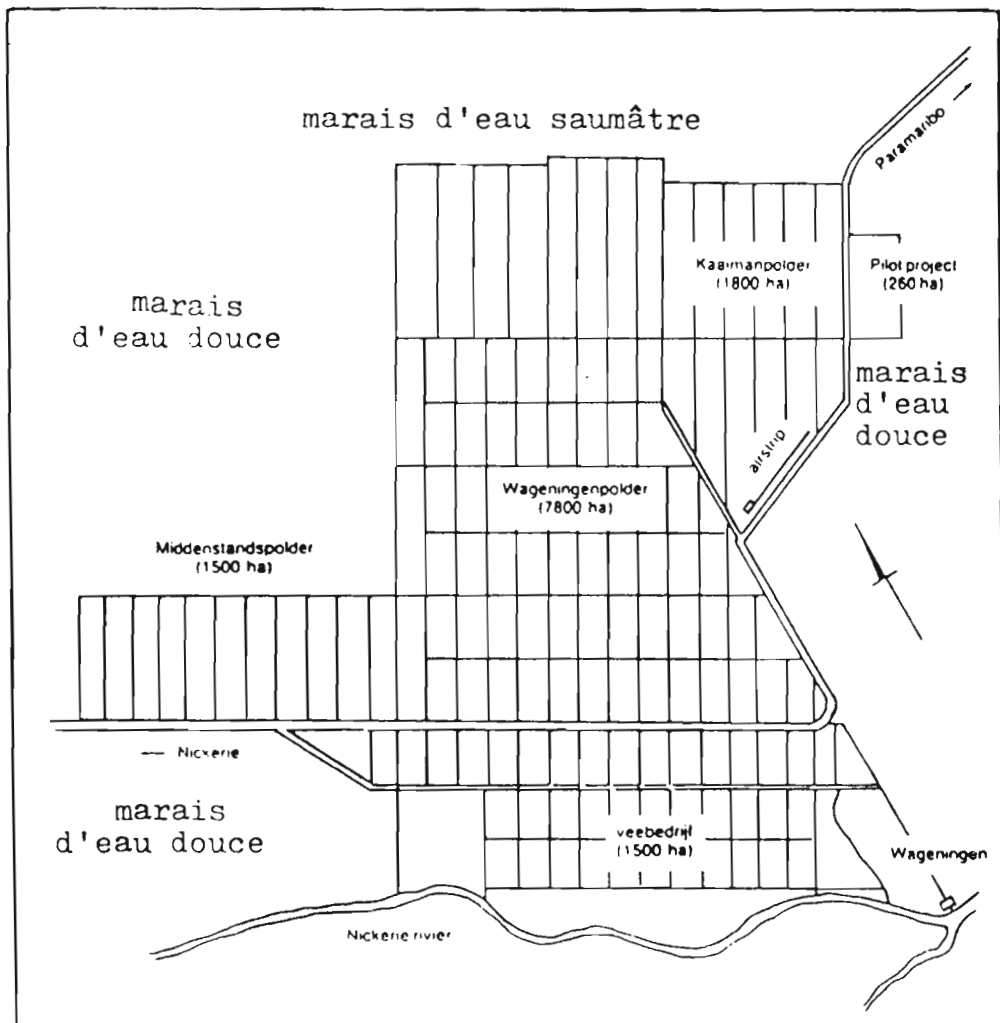 marais d'eau saumâtre
Paramaribo
Kaaimanpolder
(1800 ha)
Pilot project
(260 ha)
marais
d'eau douce
marais
d'eau
douce
airstrip
Wageningenpolder
(7800 ha)
Middenstandspolder
(1500 ha)
Nickerie
marais
d'eau douce
veebedrijf
(1500 ha)
Wageningen
Nickerie rivier